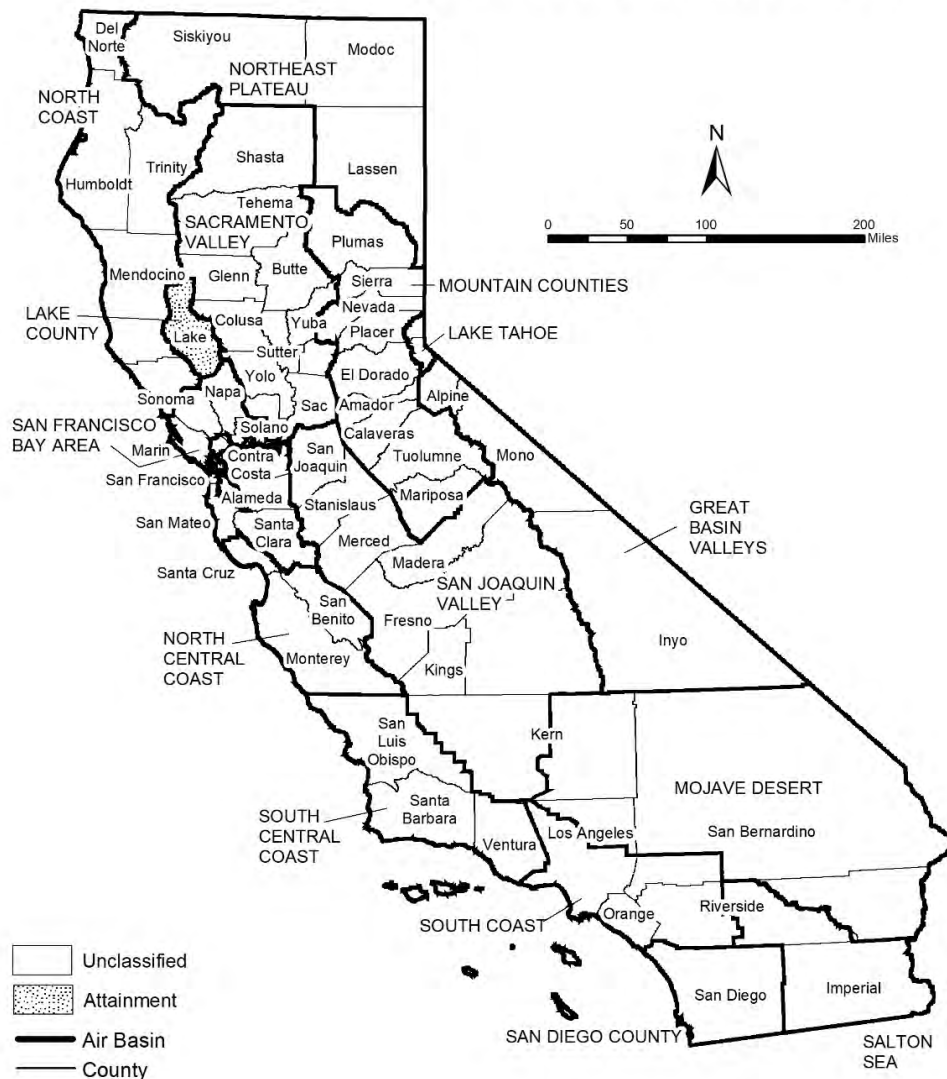 Del
Norte
Siskiyou
Modoc
NORTHEAST
PLATEAU
NORTH
COAST
N
Shasta
Trinity
Lassen
Humboldt
Tehema
SACRAMENTO
VALLEY
0 50 100 200
Miles
Plumas
Butte
Mendocino
Glenn
Sierra
MOUNTAIN COUNTIES
Nevada
LAKE
COUNTY
Colusa
Yuba
Placer
LAKE TAHOE
Lake
Sutter
Yolo
El Dorado
Napa
Alpine
Sonoma
Sac
Amador
SAN FRANCISCO
BAY AREA
Solano
Calaveras
Mono
Marin
Contra
Costa
San
Joaquin
Tuolumne
San Francisco
Alameda
Stanislaus
Mariposa
GREAT
BASIN
VALLEYS
San Mateo
Santa
Clara
Merced
Madera
Santa Cruz
SAN JOAQUIN
VALLEY
San
Benito
Fresno
NORTH
CENTRAL
COAST
Inyo
Monterey
Kings
San
Luis
Obispo
Kern
MOJAVE DESERT
SOUTH
CENTRAL
COAST
Santa
Barbara
Los Angeles
San Bernardino
Ventura
Riverside
SOUTH COAST
Orange
Unclassified
Attainment
San Diego
Imperial
Air Basin
SAN DIEGO COUNTY
SALTON
SEA
County